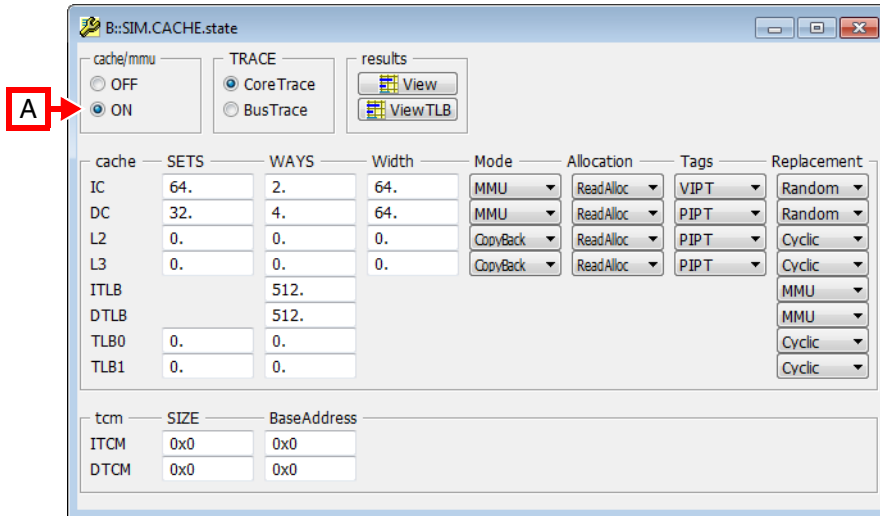 B::SIM.CACHE.state
cache/mmu TRACE results
OFF CoreTrace View
A ON BusTrace ViewTLB
cache SETS WAYS Width Mode Allocation Tags Replacement
IC 64. 2. 64. MMU ReadAlloc VIPT Random
DC 32. 4. 64. MMU ReadAlloc PIPT Random
L2 0. 0. 0. CopyBack ReadAlloc PIPT Cyclic
L3 0. 0. 0. CopyBack ReadAlloc PIPT Cyclic
ITLB 512. MMU
DTLB 512. MMU
TLB0 0. 0. Cyclic
TLB1 0. 0. Cyclic
tcm SIZE BaseAddress
ITCM 0x0 0x0
DTCM 0x0 0x0